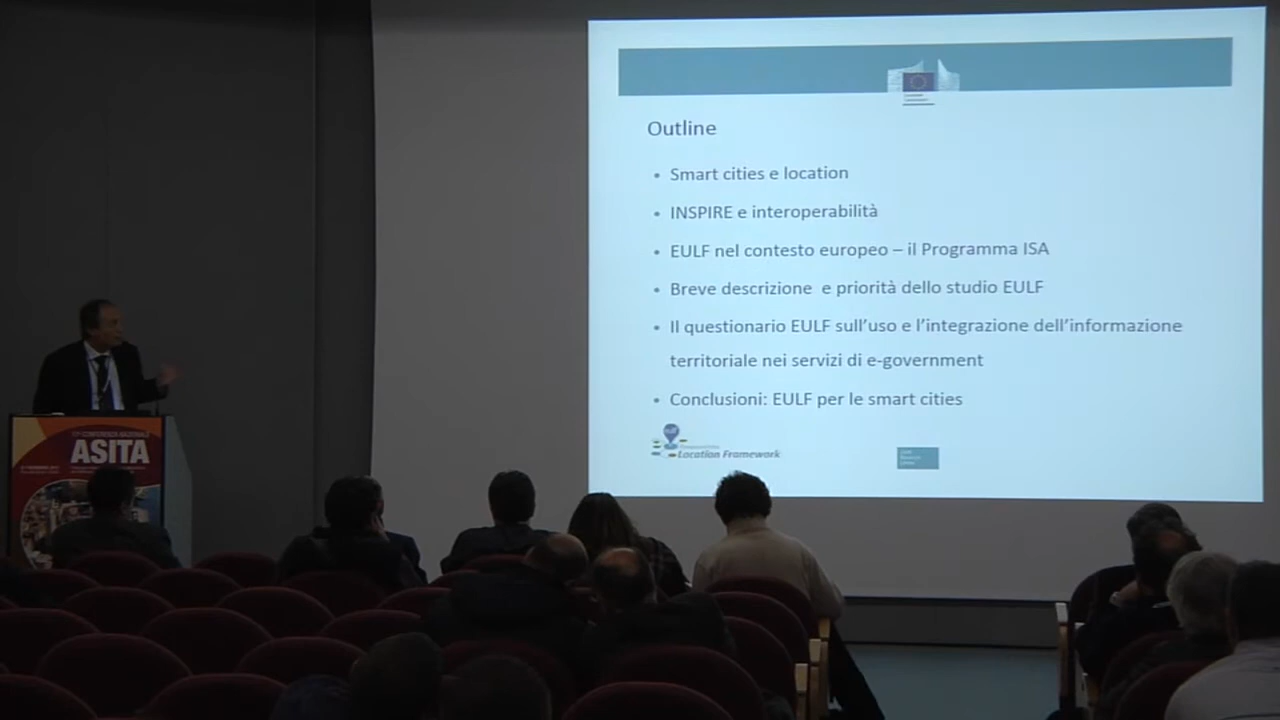 Outline
• Smart cities e location
• INSPIRE e interoperabilità
• EULF nel contesto europeo – il Programma ISA
• Breve descrizione e priorità dello studio EULF
• Il questionario EULF sull'uso e l'integrazione dell'informazione
territoriale nei servizi di e-government
• Conclusioni: EULF per le smart cities
Location Framework
CONFERENZA NAZIONALE
ASITA